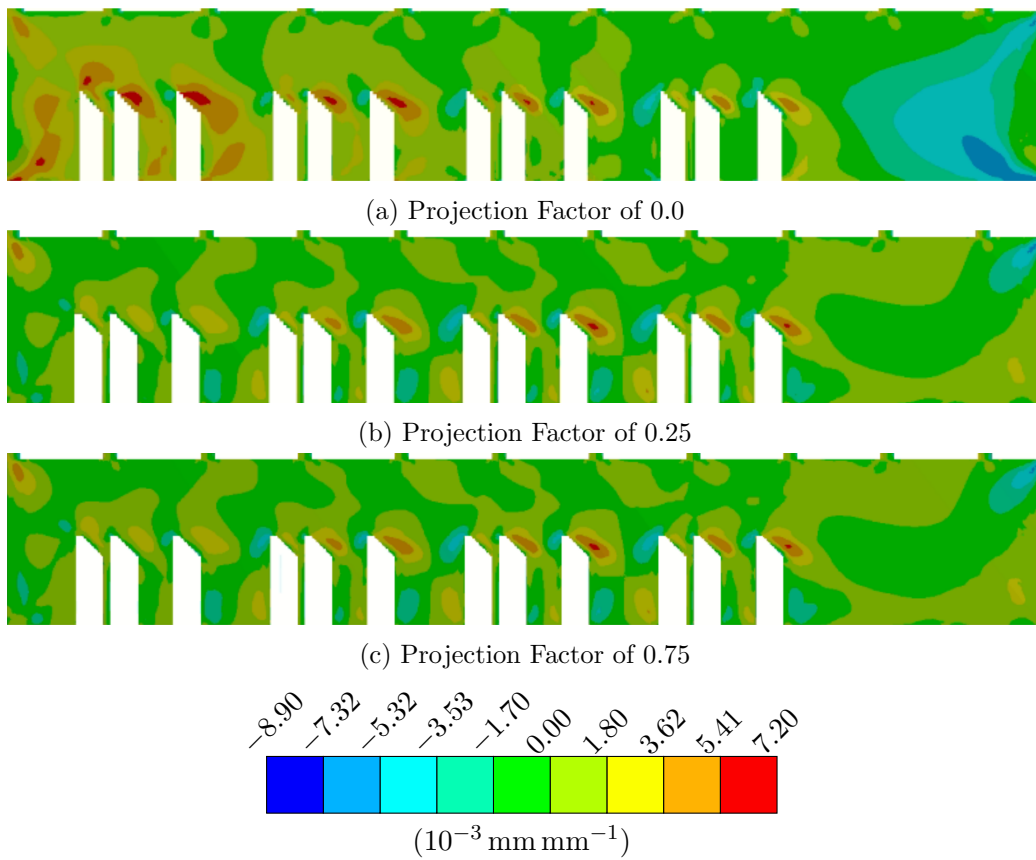 (a) Projection Factor of 0.0
(b) Projection Factor of 0.25
(c) Projection Factor of 0.75
−8.90 −7.32 −5.32 −3.53 −1.70 0.00 1.80 3.62 5.41 7.20
(10⁻³ mm mm⁻¹)